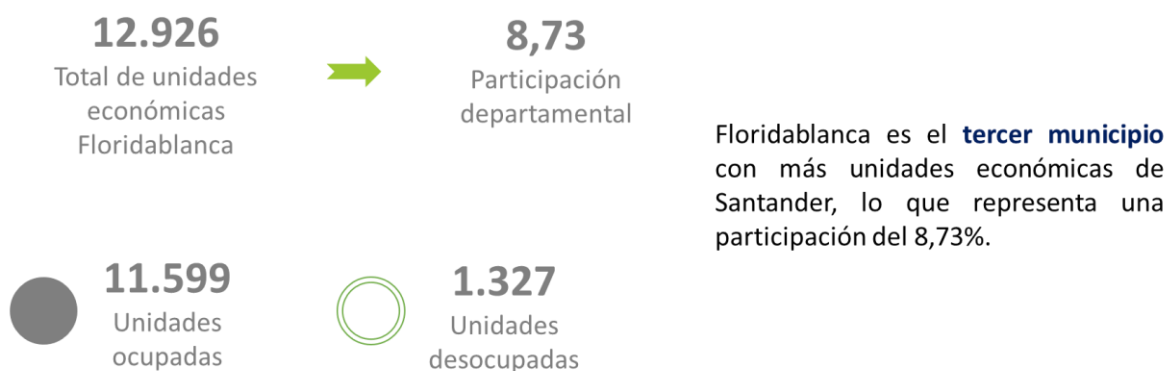 12.926
Total de unidades
económicas
Floridablanca
8,73
Participación
departamental
Floridablanca es el tercer municipio
con más unidades económicas de
Santander, lo que representa una
participación del 8,73%.
11.599
Unidades
ocupadas
1.327
Unidades
desocupadas